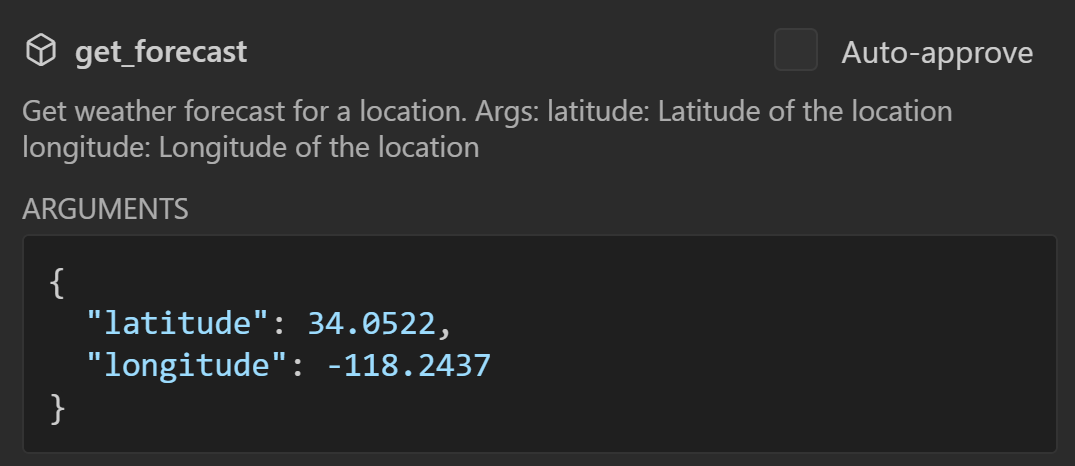 get_forecast
Auto-approve
Get weather forecast for a location. Args: latitude: Latitude of the location
longitude: Longitude of the location
ARGUMENTS
{
  "latitude": 34.0522,
  "longitude": -118.2437
}